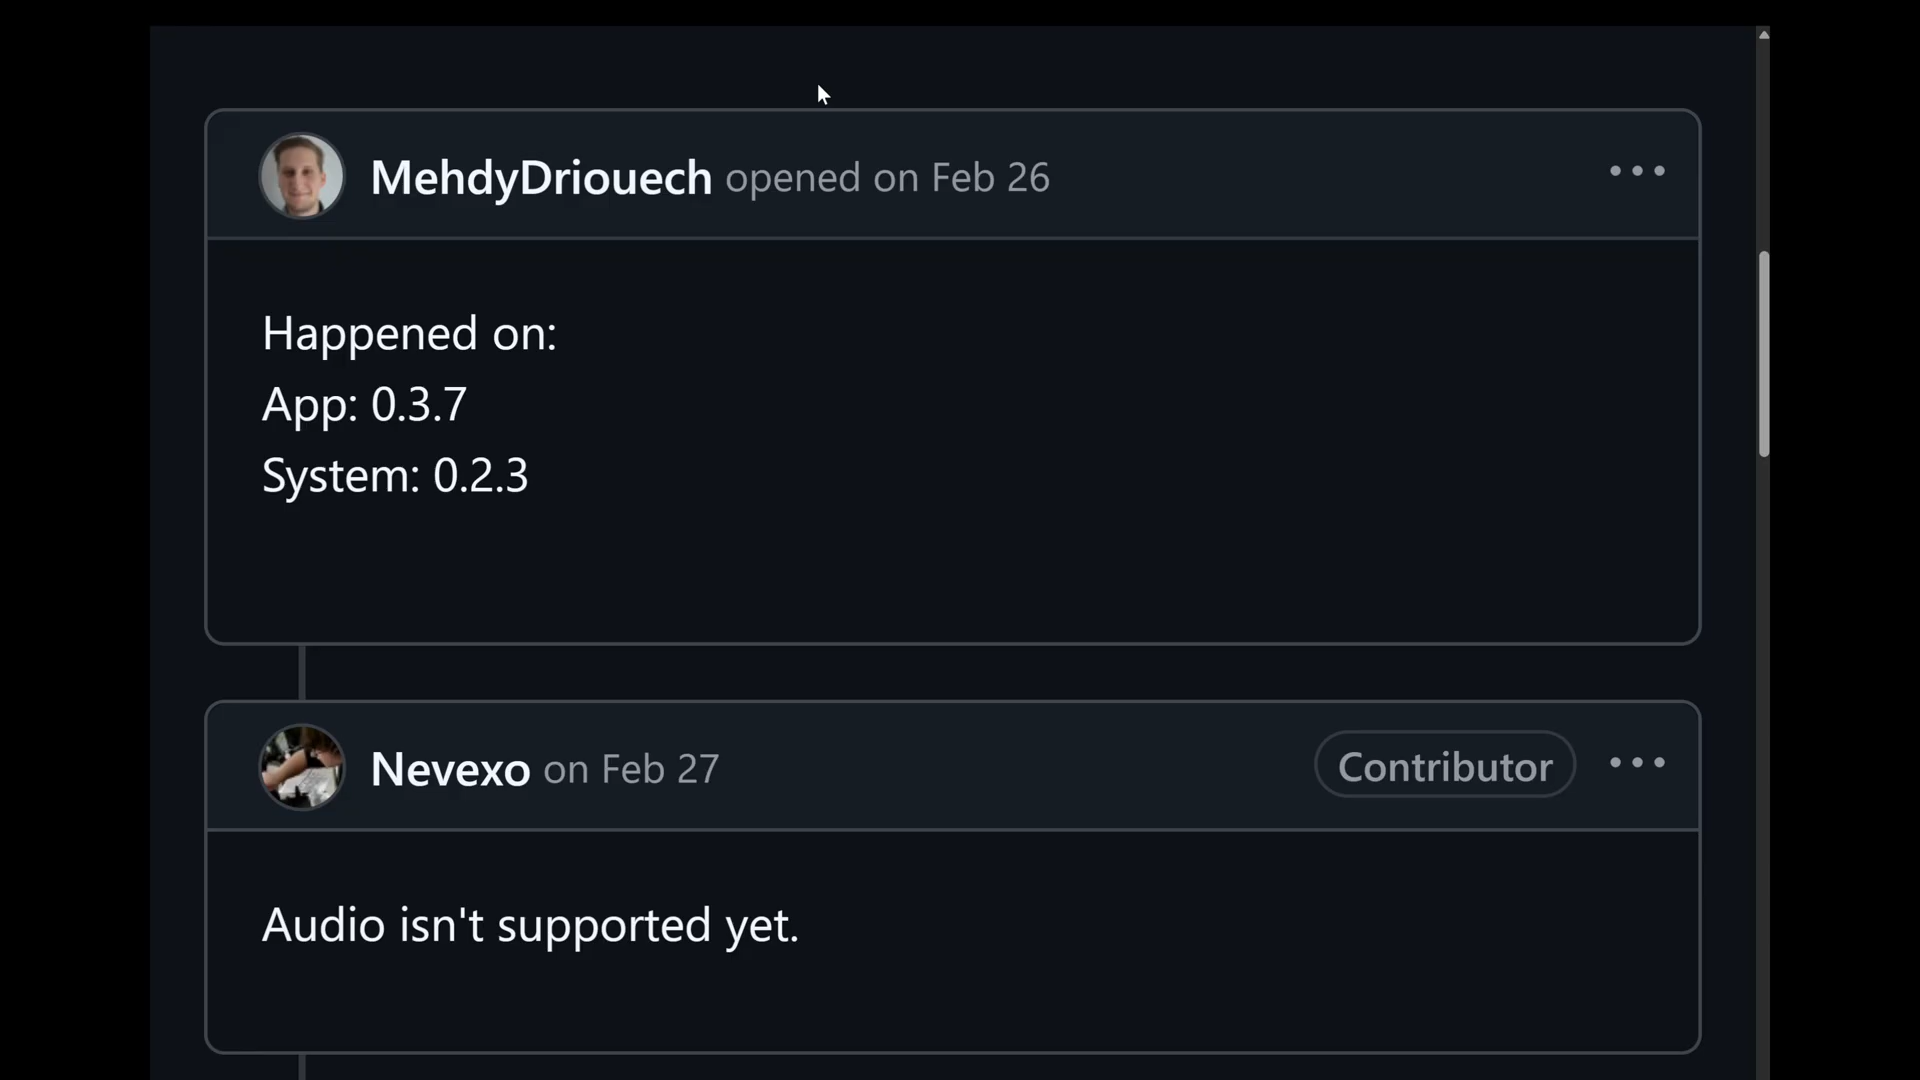 MehdyDriouech opened on Feb 26
Happened on:
App: 0.3.7
System: 0.2.3
Nevexo on Feb 27
Contributor
Audio isn't supported yet.